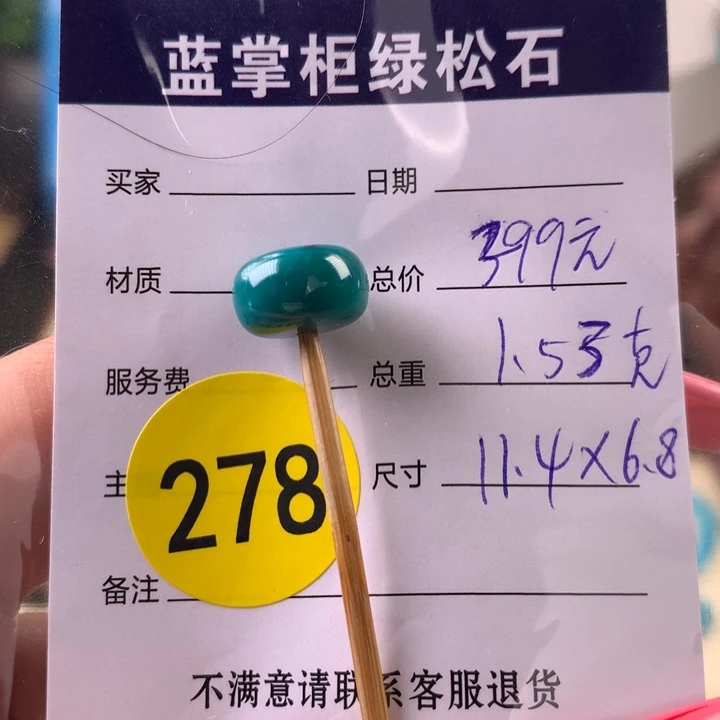 蓝掌柜绿松石
买家 日期
材质 总价 399元
服务费 总重 1.53克
主 尺寸 11.4×6.8
278
备注
不满意请联系客服退货